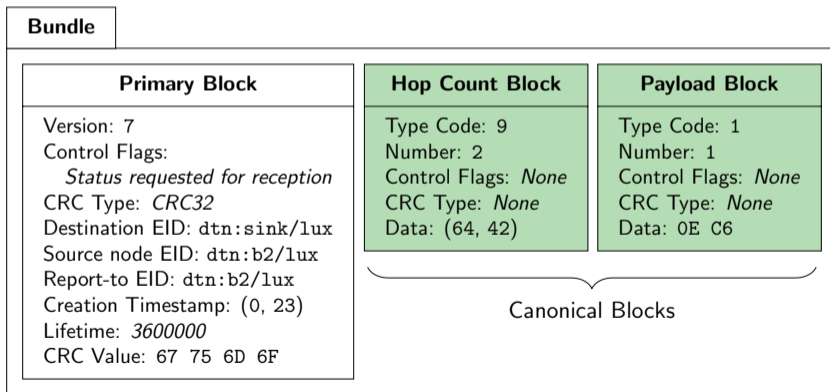 Bundle
Primary Block
Version: 7
Control Flags:
Status requested for reception
CRC Type: CRC32
Destination EID: dtn:sink/lux
Source node EID: dtn:b2/lux
Report-to EID: dtn:b2/lux
Creation Timestamp: (0, 23)
Lifetime: 3600000
CRC Value: 67 75 6D 6F
Hop Count Block
Type Code: 9
Number: 2
Control Flags: None
CRC Type: None
Data: (64, 42)
Payload Block
Type Code: 1
Number: 1
Control Flags: None
CRC Type: None
Data: 0E C6
Canonical Blocks